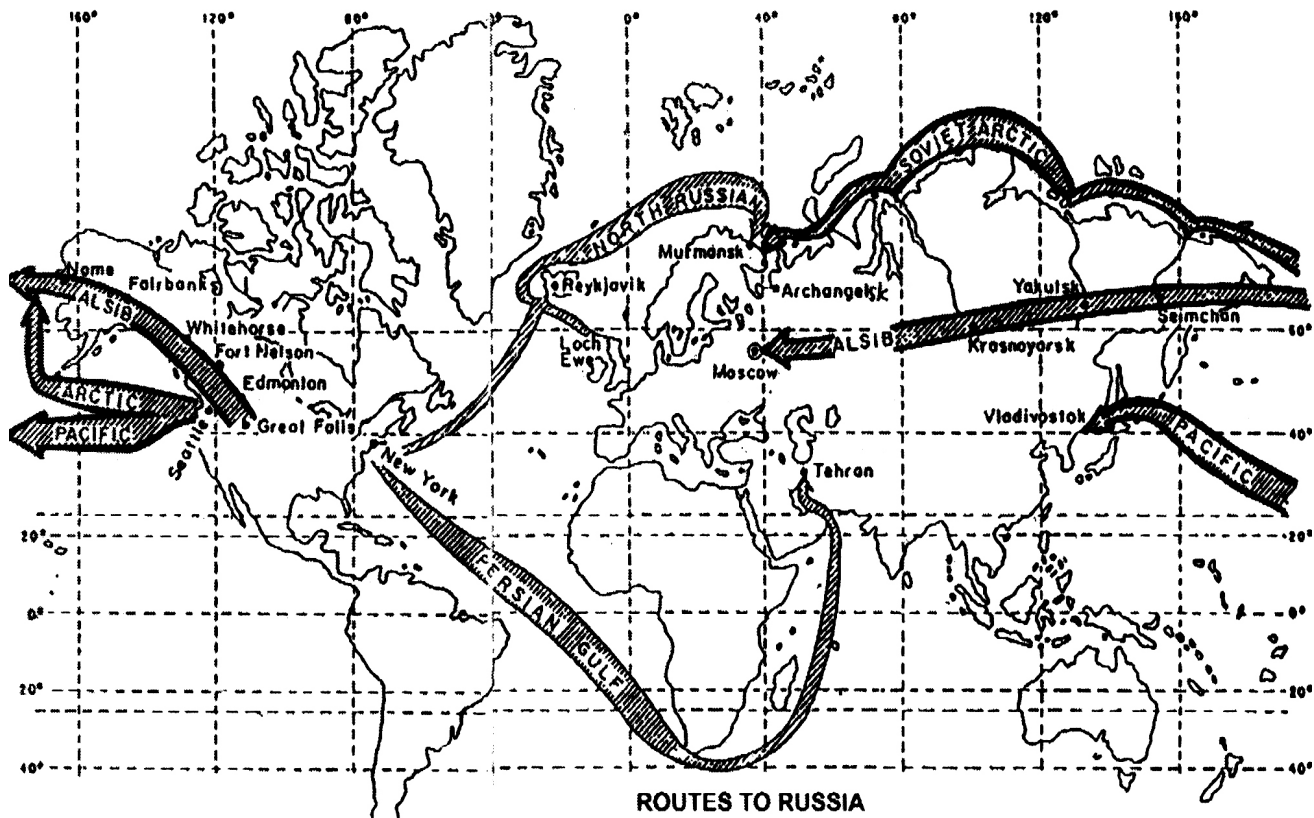 160° 120° 80° 0° 40° 80° 120°
NORTH RUSSIAN
SOVIET ARCTIC
Murmansk
Nome
Fairbanks
ALSIB
Reykjavik
Archangelsk
Yakutsk
Seimchan
Whitehorse
60°
Fort Nelson
Loch
Ewe
ALSIB
Krasnoyarsk
Moscow
Edmonton
ARCTIC
PACIFIC
Great Falls
Seattle
Vladivostok
PACIFIC
40°
New York
Tehran
20° 20°
PERSIAN GULF
0° 0°
20° 20°
40° 40°
ROUTES TO RUSSIA